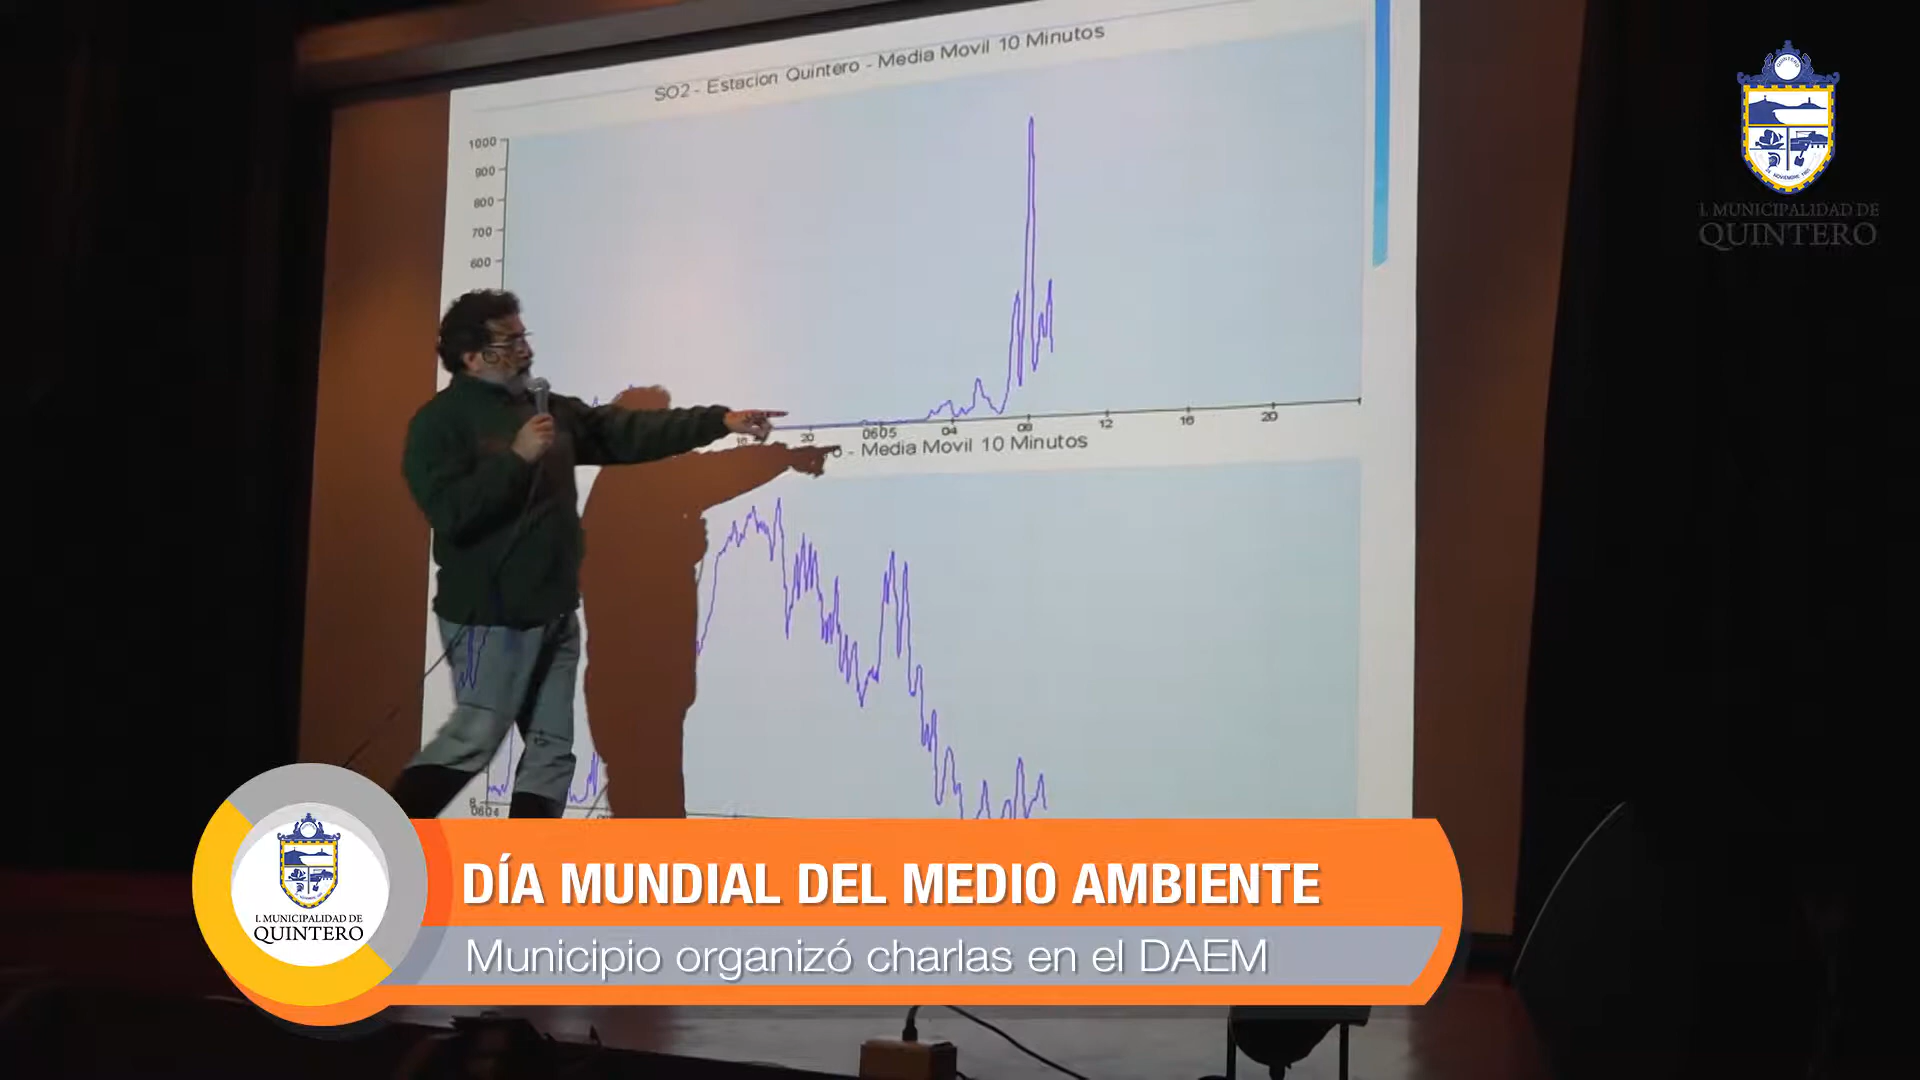 SO2 - Estacion Quintero - Media Movil 10 Minutos
1000
900
800
700
600
20 0605 04 08 12 16 20
- Media Movil 10 Minutos
0604
QUINTERO
I. MUNICIPALIDAD DE
QUINTERO
I. MUNICIPALIDAD DE
QUINTERO
DÍA MUNDIAL DEL MEDIO AMBIENTE
Municipio organizó charlas en el DAEM